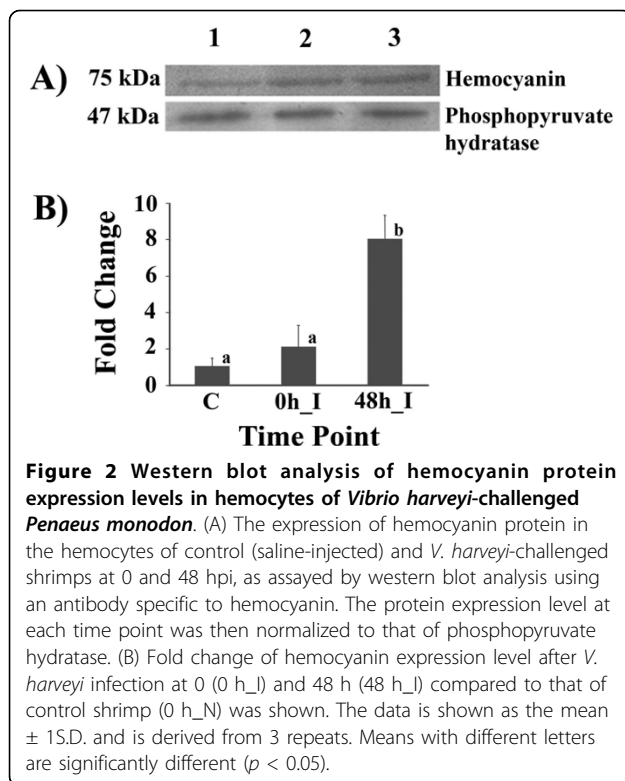 1 2 3
A) 75 kDa Hemocyanin
47 kDa Phosphopyruvate
hydratase
B)
10
8
6
4
2
0
Fold Change
a
a
b
C 0h_I 48h_I
Time Point
Figure 2 Western blot analysis of hemocyanin protein
expression levels in hemocytes of Vibrio harveyi-challenged
Penaeus monodon. (A) The expression of hemocyanin protein in
the hemocytes of control (saline-injected) and V. harveyi-challenged
shrimps at 0 and 48 hpi, as assayed by western blot analysis using
an antibody specific to hemocyanin. The protein expression level at
each time point was then normalized to that of phosphopyruvate
hydratase. (B) Fold change of hemocyanin expression level after V.
harveyi infection at 0 (0 h_I) and 48 h (48 h_I) compared to that of
control shrimp (0 h_N) was shown. The data is shown as the mean
± 1S.D. and is derived from 3 repeats. Means with different letters
are significantly different (p < 0.05).